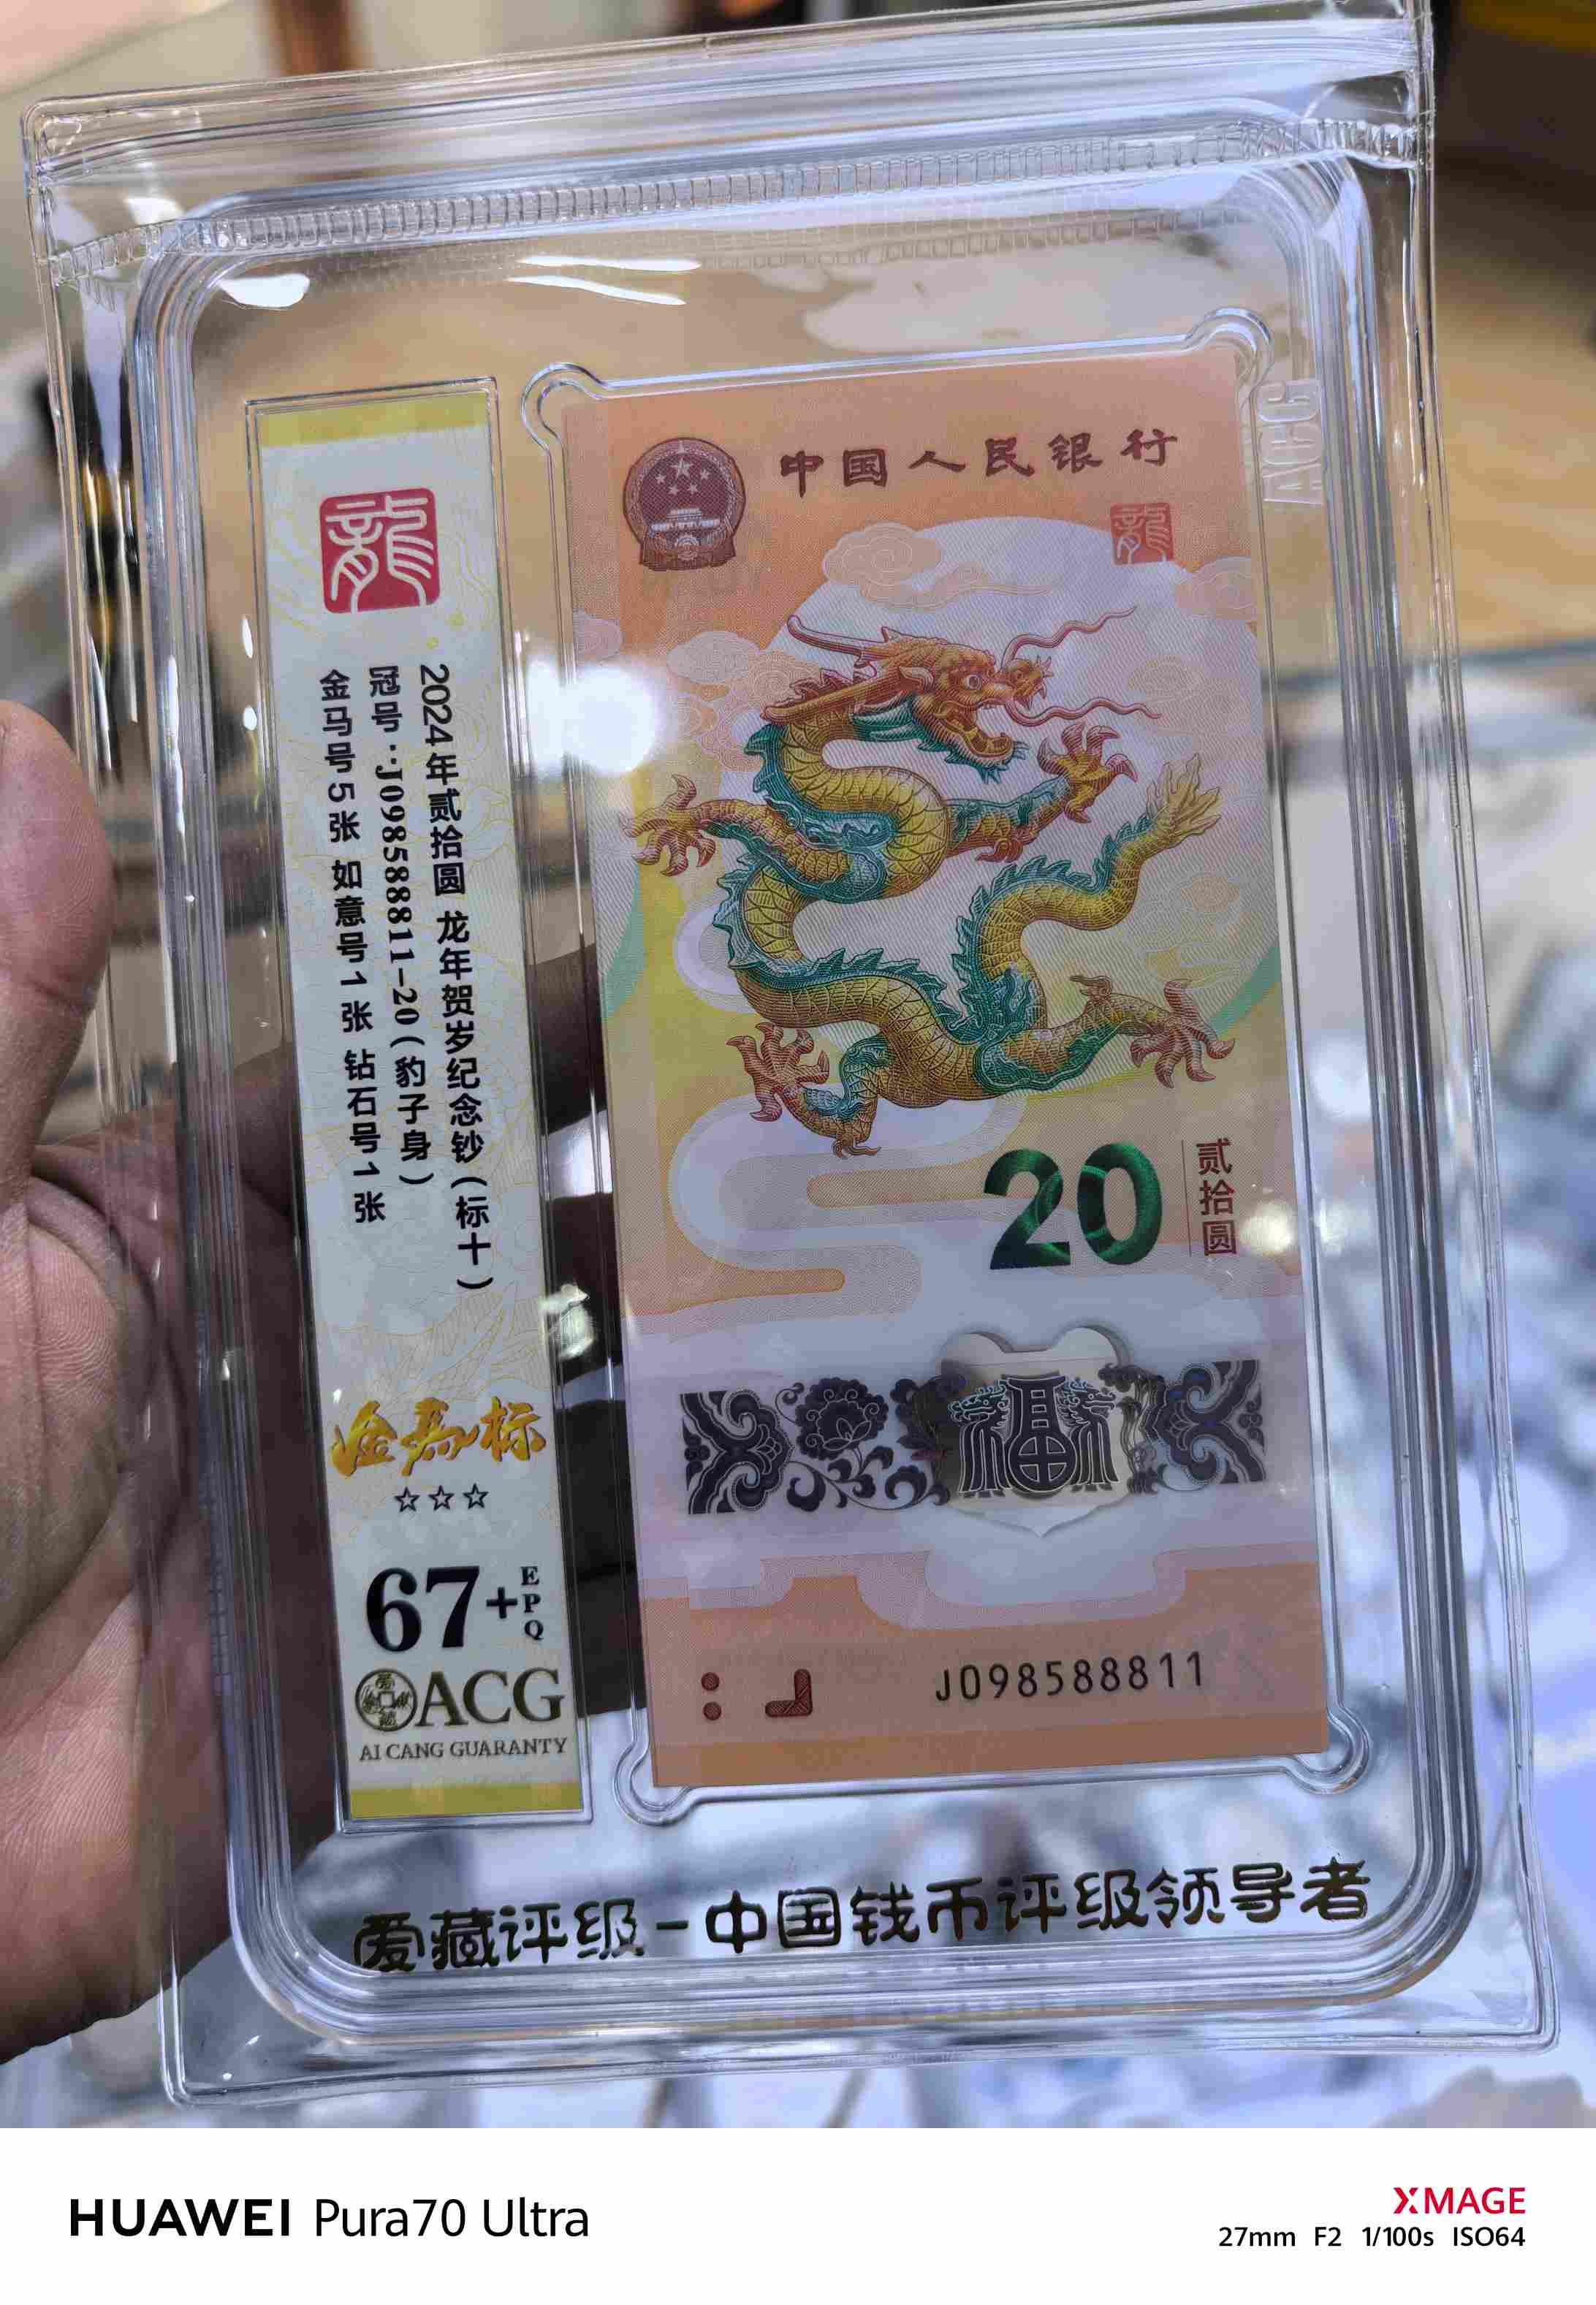 龍
2024年贰拾圆 龙年贺岁纪念钞(标十)
冠号:J098588811-20(豹子身)
金马号5张 如意号1张 钻石号1张
金马标
☆☆☆
67+EPQ
ACG
AI CANG GUARANTY
中国人民银行
龍
20
贰拾圆
福
J098588811
ACG
爱藏评级-中国钱币评级领导者
HUAWEI Pura70 Ultra
XMAGE
27mm F2 1/100s ISO64